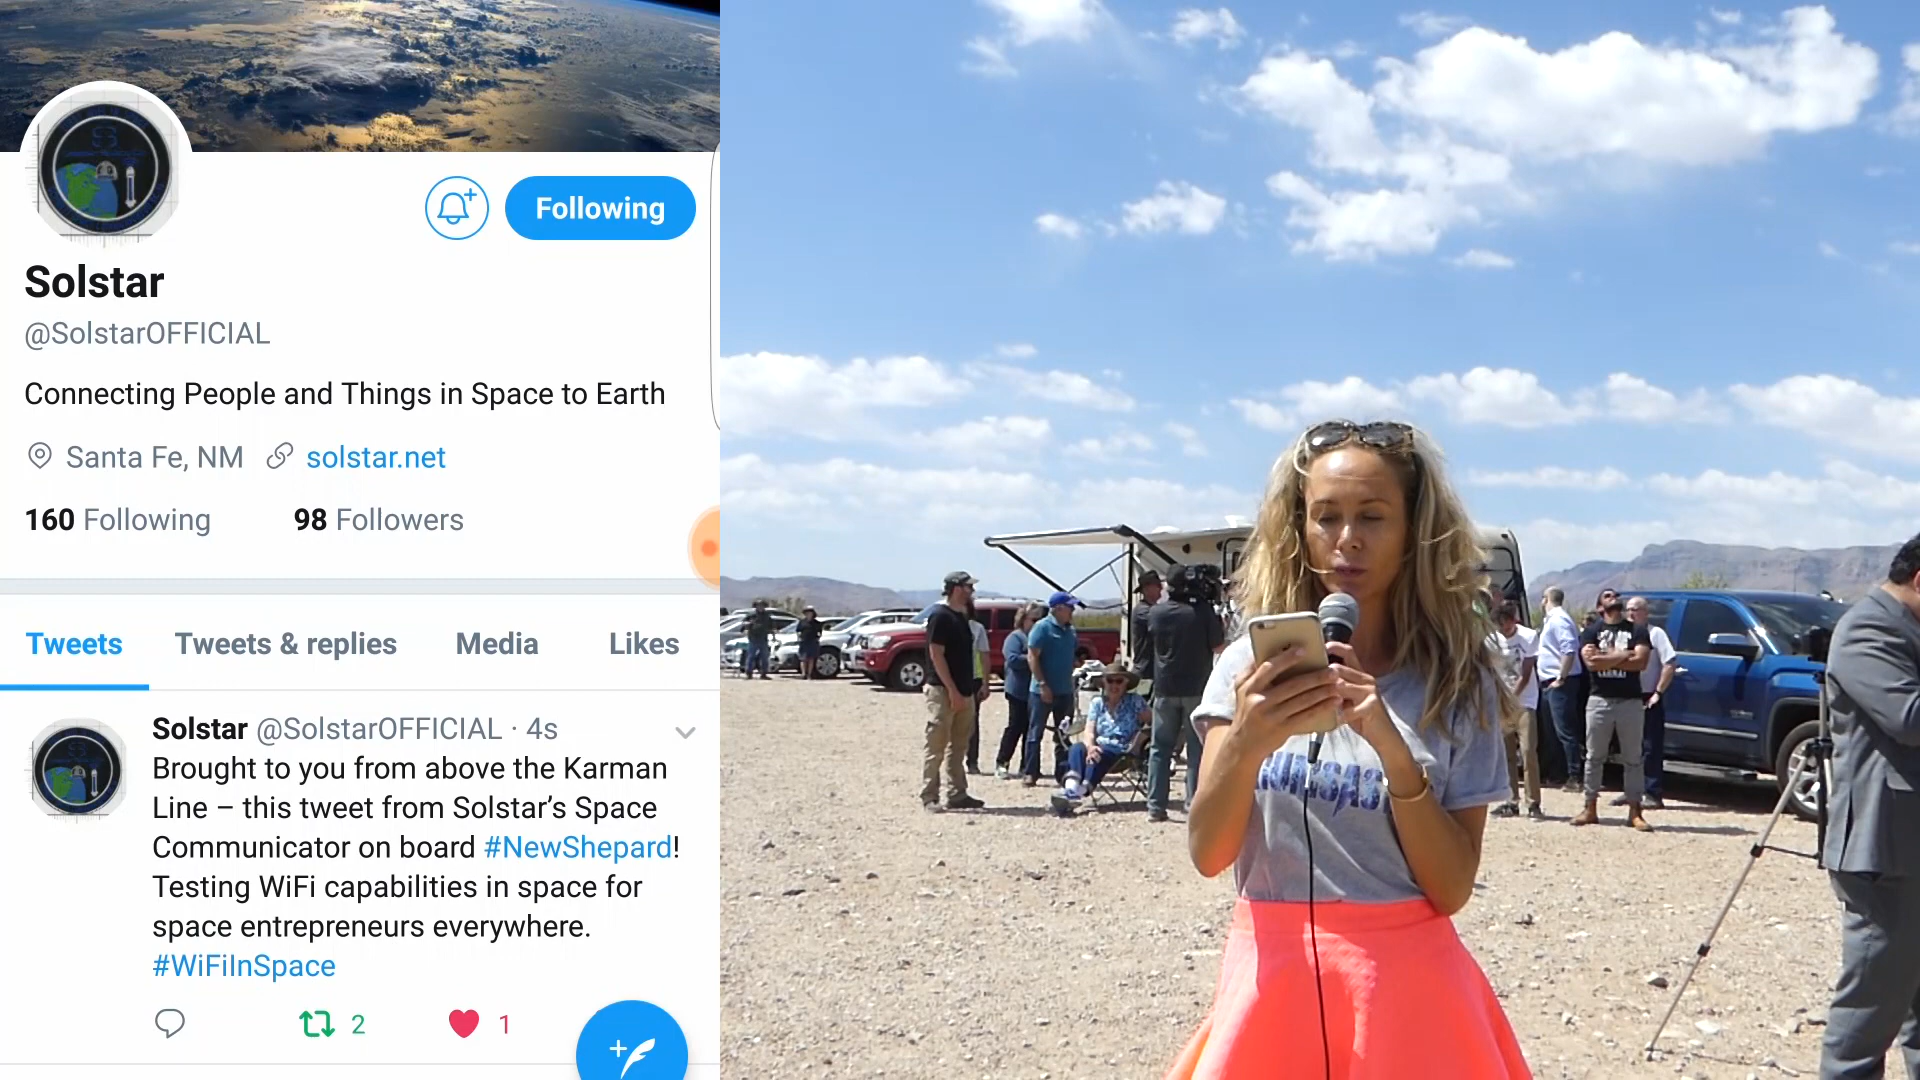 Following
Solstar
@SolstarOFFICIAL
Connecting People and Things in Space to Earth
Santa Fe, NM solstar.net
160 Following 98 Followers
Tweets Tweets & replies Media Likes
Solstar @SolstarOFFICIAL · 4s
Brought to you from above the Karman
Line – this tweet from Solstar’s Space
Communicator on board #NewShepard!
Testing WiFi capabilities in space for
space entrepreneurs everywhere.
#WiFiInSpace
2 1